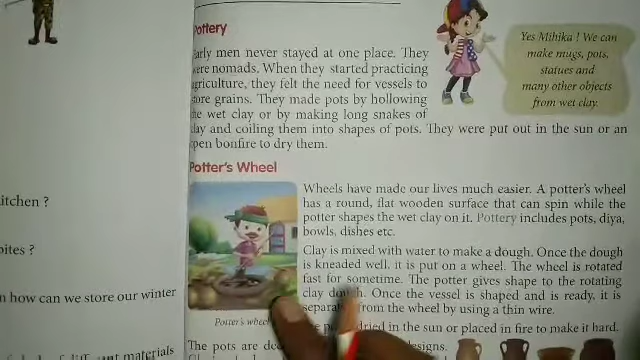 Pottery
Early men never stayed at one place. They
were nomads. When they started practicing
agriculture, they felt the need for vessels to
store grains. They made pots by hollowing
the wet clay or by making long snakes of
clay and coiling them into shapes of pots. They were put out in the sun or an
open bonfire to dry them.
Yes Mihika ! We can
make mugs, pots,
statues and
many other objects
from wet clay.
Potter's Wheel
Wheels have made our lives much easier. A potter's wheel
has a round, flat wooden surface that can spin while the
potter shapes the wet clay on it. Pottery includes pots, diya,
bowls, dishes etc.
Clay is mixed with water to make a dough. Once the dough
is kneaded well, it is put on a wheel. The wheel is rotated
fast for sometime. The potter gives shape to the rotating
clay dough. Once the vessel is shaped and is ready, it is
from the wheel by using a thin wire.
Potter's wheel
dried in the sun or placed in fire to make it hard.
The pots are designs.
itchen ?
ites ?
how can we store our winter
materials